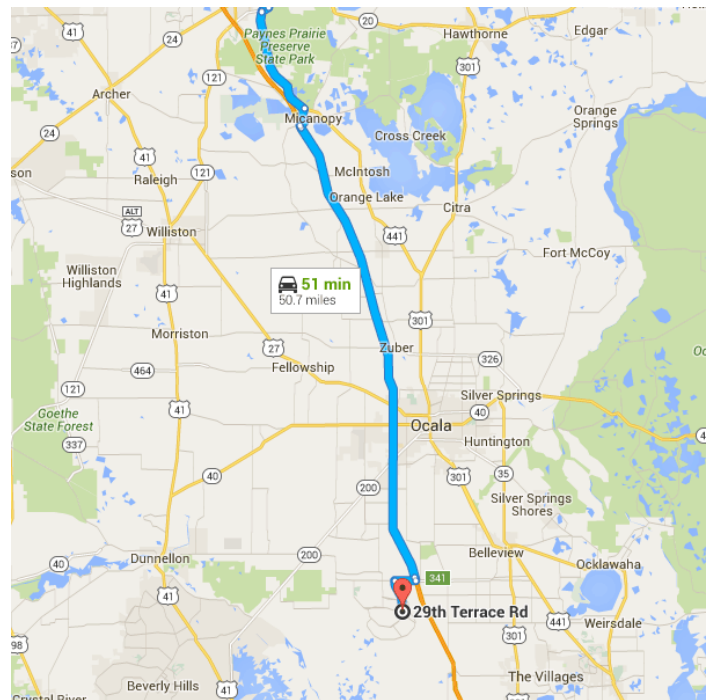 41
24
Paynes Prairie
Preserve
State Park
20
Hawthorne
Edgar
121
301
Archer
24
Micanopy
Cross Creek
Orange
Springs
41
son
Raleigh
121
McIntosh
Orange Lake
Citra
ALT
27
Williston
441
Fort McCoy
Williston
Highlands
51 min
50.7 miles
41
301
Morriston
Zuber
27
326
464
Fellowship
121
Goethe
State Forest
41
Silver Springs
40
Ocala
337
Huntington
40
301
35
200
Silver Springs
Shores
Dunnellon
200
Belleview
40
Ocklawaha
341
41
29th Terrace Rd
Weirsdale
98
301
441
The Villages
Beverly Hills
41
Crystal River